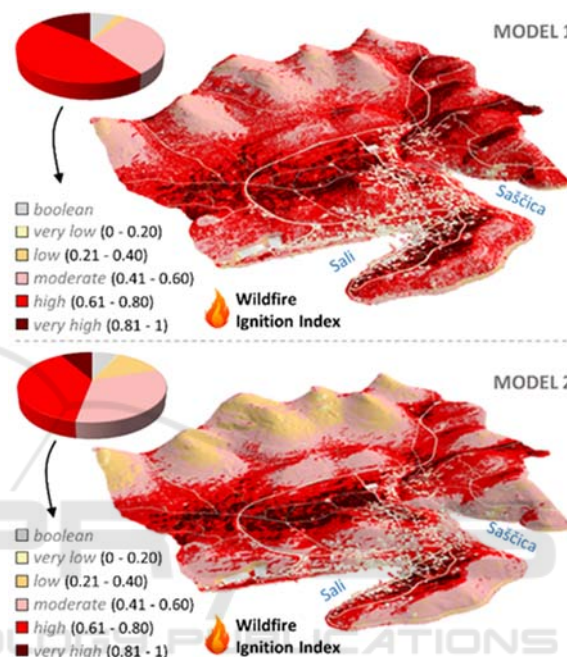 MODEL 1
boolean
very low (0 - 0.20)
low (0.21 - 0.40)
moderate (0.41 - 0.60)
high (0.61 - 0.80)
very high (0.81 - 1)
Sali
Saščica
Wildfire
Ignition Index
MODEL 2
boolean
very low (0 - 0.20)
low (0.21 - 0.40)
moderate (0.41 - 0.60)
high (0.61 - 0.80)
very high (0.81 - 1)
Sali
Saščica
Wildfire
Ignition Index
PUBLICATIONS